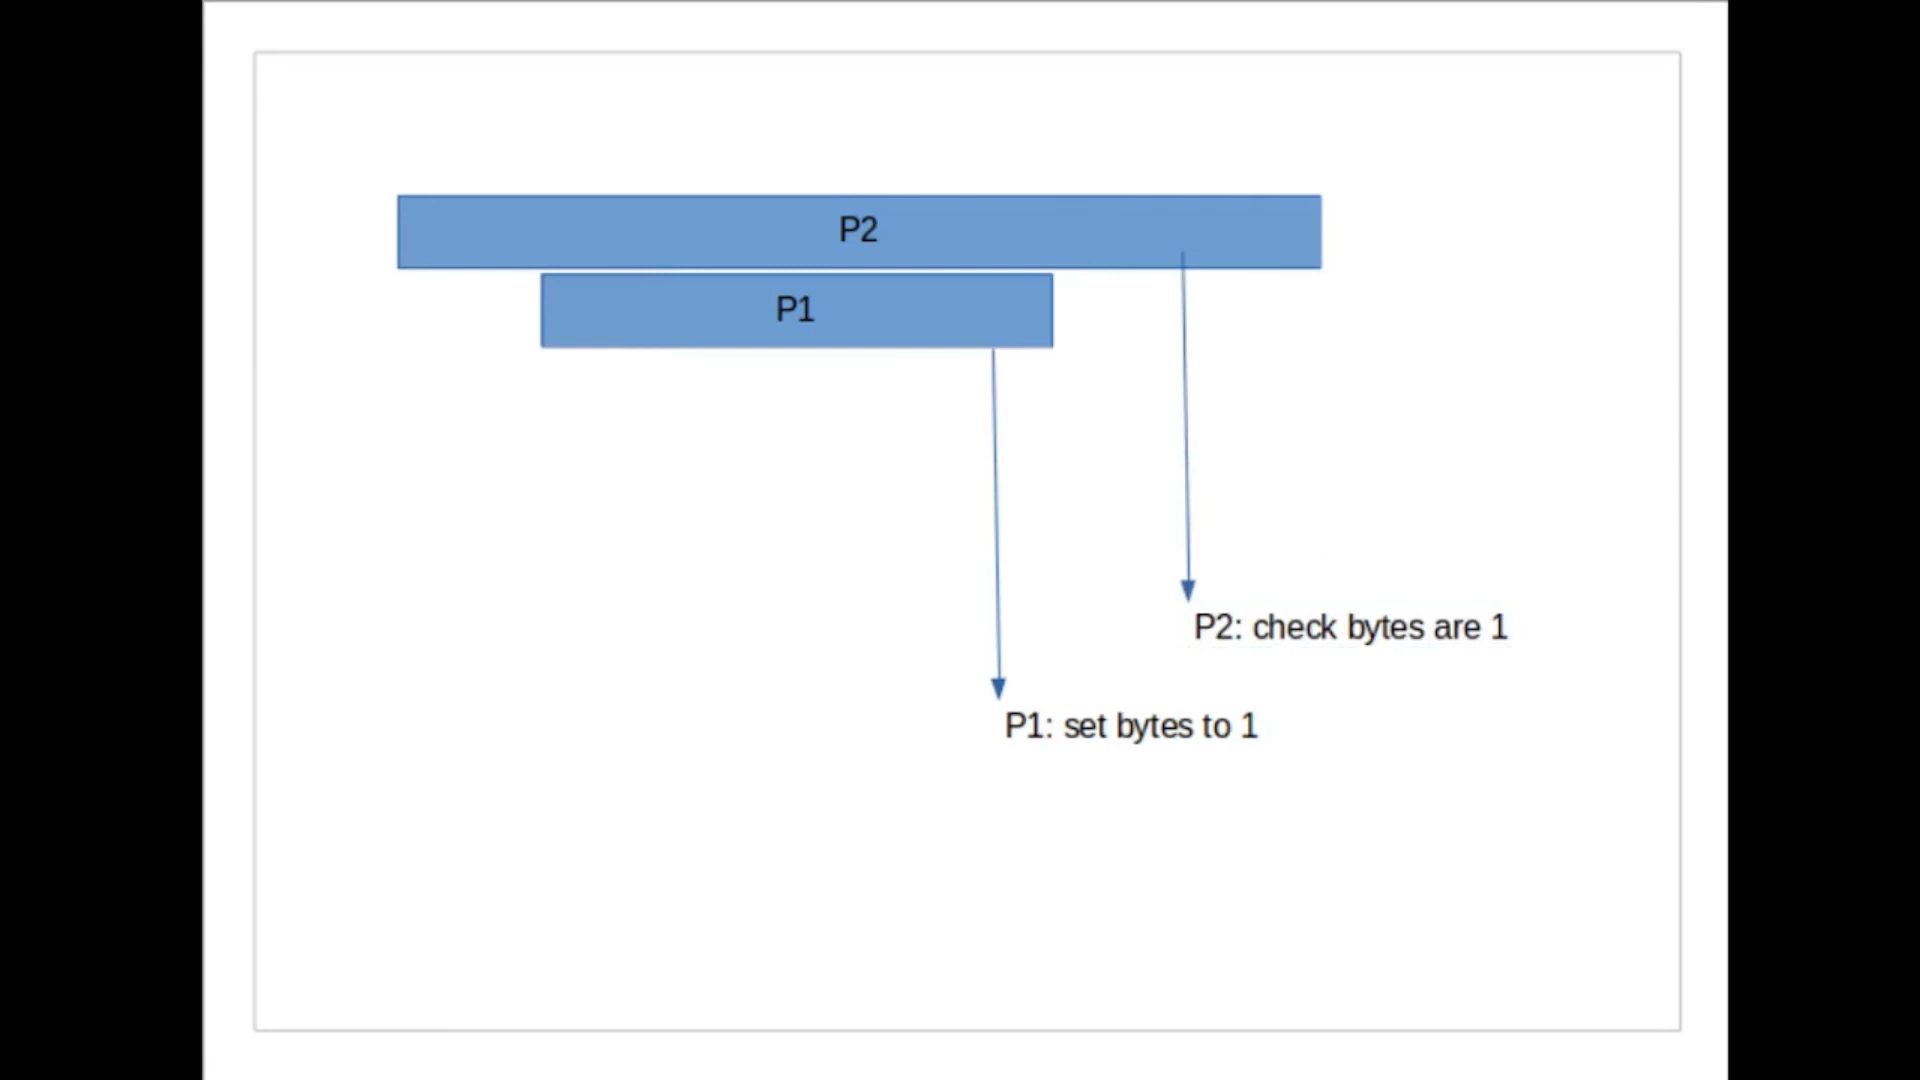 P2
P1
P2: check bytes are 1
P1: set bytes to 1